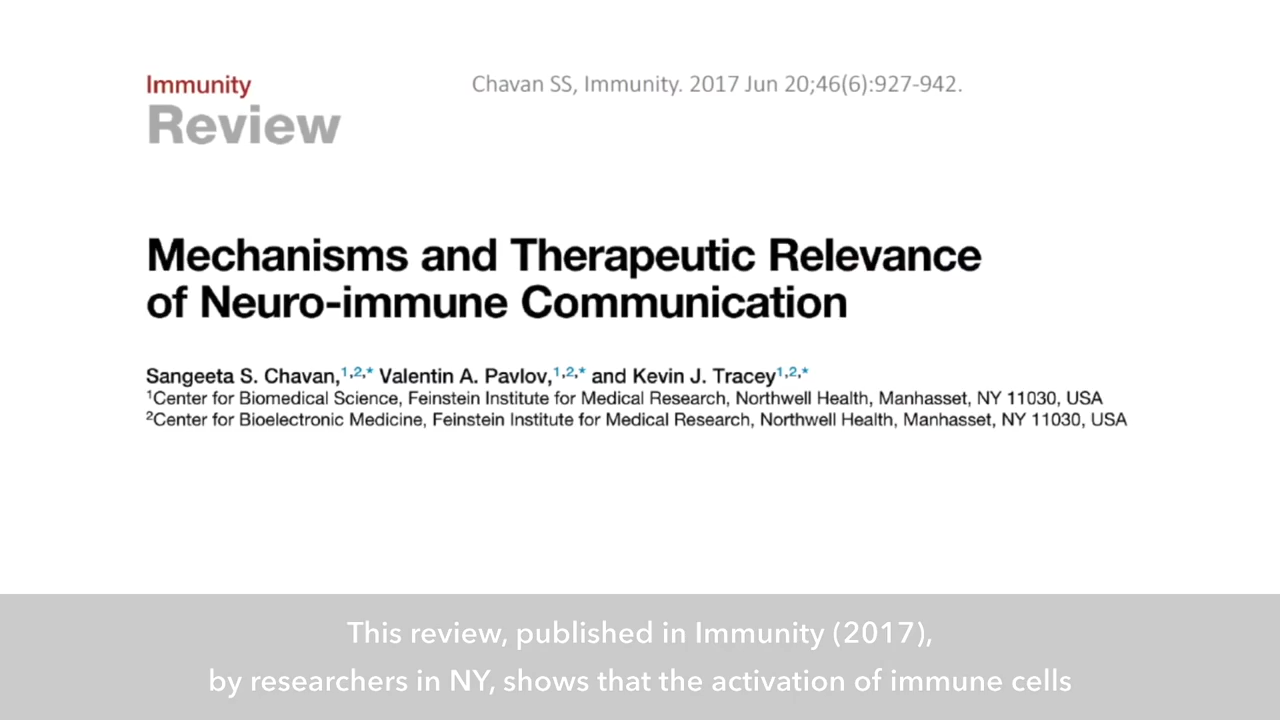 Immunity
Chavan SS, Immunity. 2017 Jun 20;46(6):927-942.
Review
Mechanisms and Therapeutic Relevance
of Neuro-immune Communication
Sangeeta S. Chavan,1,2,* Valentin A. Pavlov,1,2,* and Kevin J. Tracey1,2,*
1Center for Biomedical Science, Feinstein Institute for Medical Research, Northwell Health, Manhasset, NY 11030, USA
2Center for Bioelectronic Medicine, Feinstein Institute for Medical Research, Northwell Health, Manhasset, NY 11030, USA
This review, published in Immunity (2017),
by researchers in NY, shows that the activation of immune cells